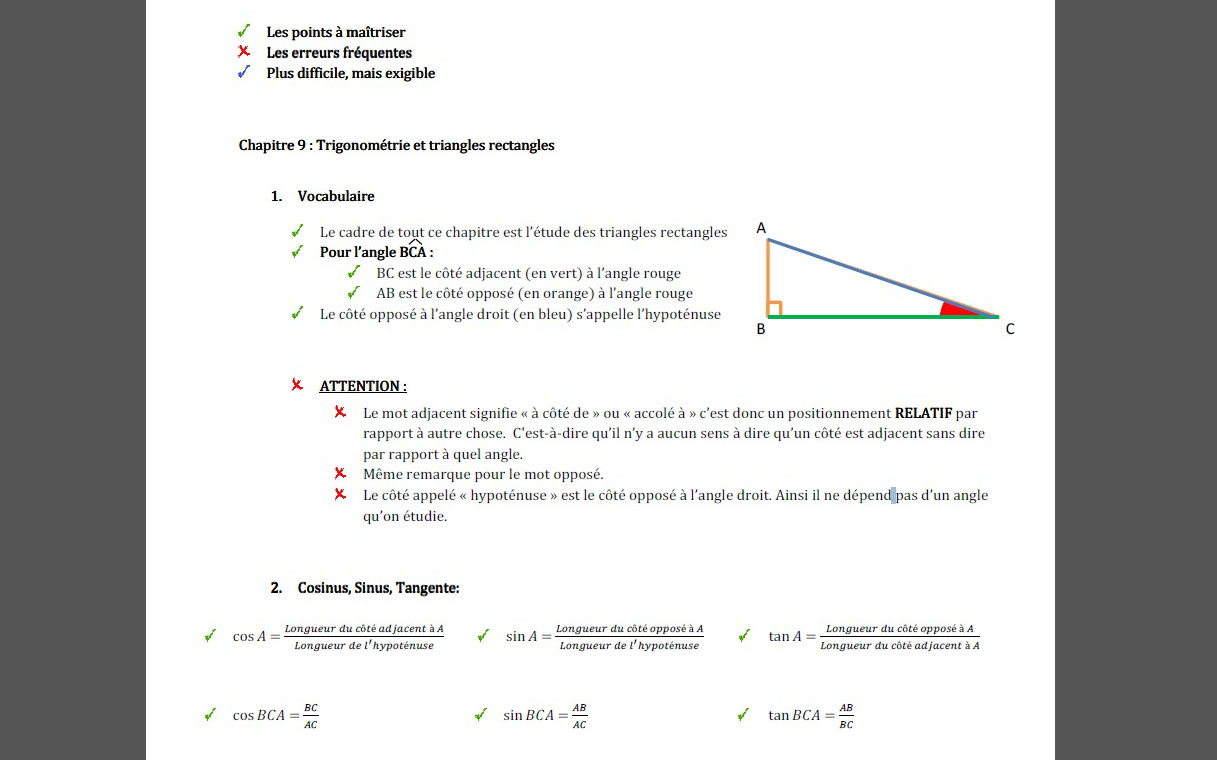 Les points à maîtriser
Les erreurs fréquentes
Plus difficile, mais exigible
Chapitre 9 : Trigonométrie et triangles rectangles
1. Vocabulaire
Le cadre de tout ce chapitre est l'étude des triangles rectangles
Pour l'angle BCA :
BC est le côté adjacent (en vert) à l'angle rouge
AB est le côté opposé (en orange) à l'angle rouge
Le côté opposé à l'angle droit (en bleu) s'appelle l'hypoténuse
A
B
C
ATTENTION :
Le mot adjacent signifie « à côté de » ou « accolé à » c'est donc un positionnement RELATIF par
rapport à autre chose. C'est-à-dire qu'il n'y a aucun sens à dire qu'un côté est adjacent sans dire
par rapport à quel angle.
Même remarque pour le mot opposé.
Le côté appelé « hypoténuse » est le côté opposé à l'angle droit. Ainsi il ne dépend pas d'un angle
qu'on étudie.
2. Cosinus, Sinus, Tangente:
cos A = Longueur du côté adjacent à A / Longueur de l'hypoténuse
sin A = Longueur du côté opposé à A / Longueur de l'hypoténuse
tan A = Longueur du côté opposé à A / Longueur du côté adjacent à A
cos BCA = BC / AC
sin BCA = AB / AC
tan BCA = AB / BC